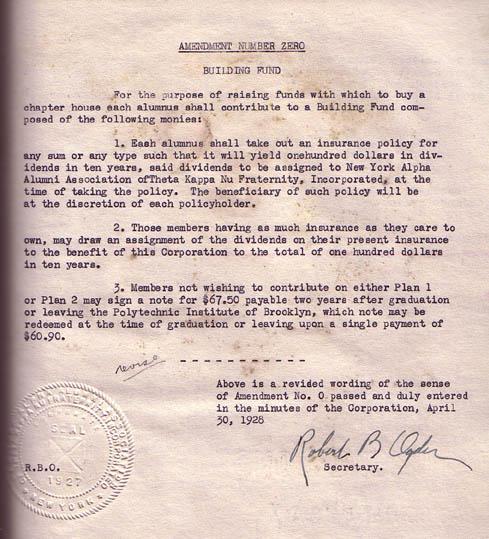 AMENDMENT NUMBER ZERO
BUILDING FUND
For the purpose of raising funds with which to buy a
chapter house each alumnus shall contribute to a Building Fund com-
posed of the following monies:
1. Eash alumnus shall take out an insurance policy for
any sum or any type such that it will yield onehundred dollars in div-
idends in ten years, said dividends to be assigned to New York Alpha
Alumni Association ofTheta Kappa Nu Fraternity, Incorporated, at the
time of taking the policy. The beneficiary of such policy will be
at the discretion of each policyholder.
2. Those members having as much insurance as they care to
own, may draw an assignment of the dividends on their present insurance
to the benefit of this Corporation to the total of one hundred dollars
in ten years.
3. Members not wishing to contribute on either Plan 1
or Plan 2 may sign a note for $67.50 payable two years after graduation
or leaving the Polytechnic Institute of Brooklyn, which note may be
redeemed at the time of graduation or leaving upon a single payment of
$60.90.
revise
- - - - - - - - - - -
Above is a revided wording of the sense
of Amendment No. 0 passed and duly entered
in the minutes of the Corporation, April
30, 1928
Robert B Ogden
Secretary.
R.B.O.
SEAL
1927
NEW YORK